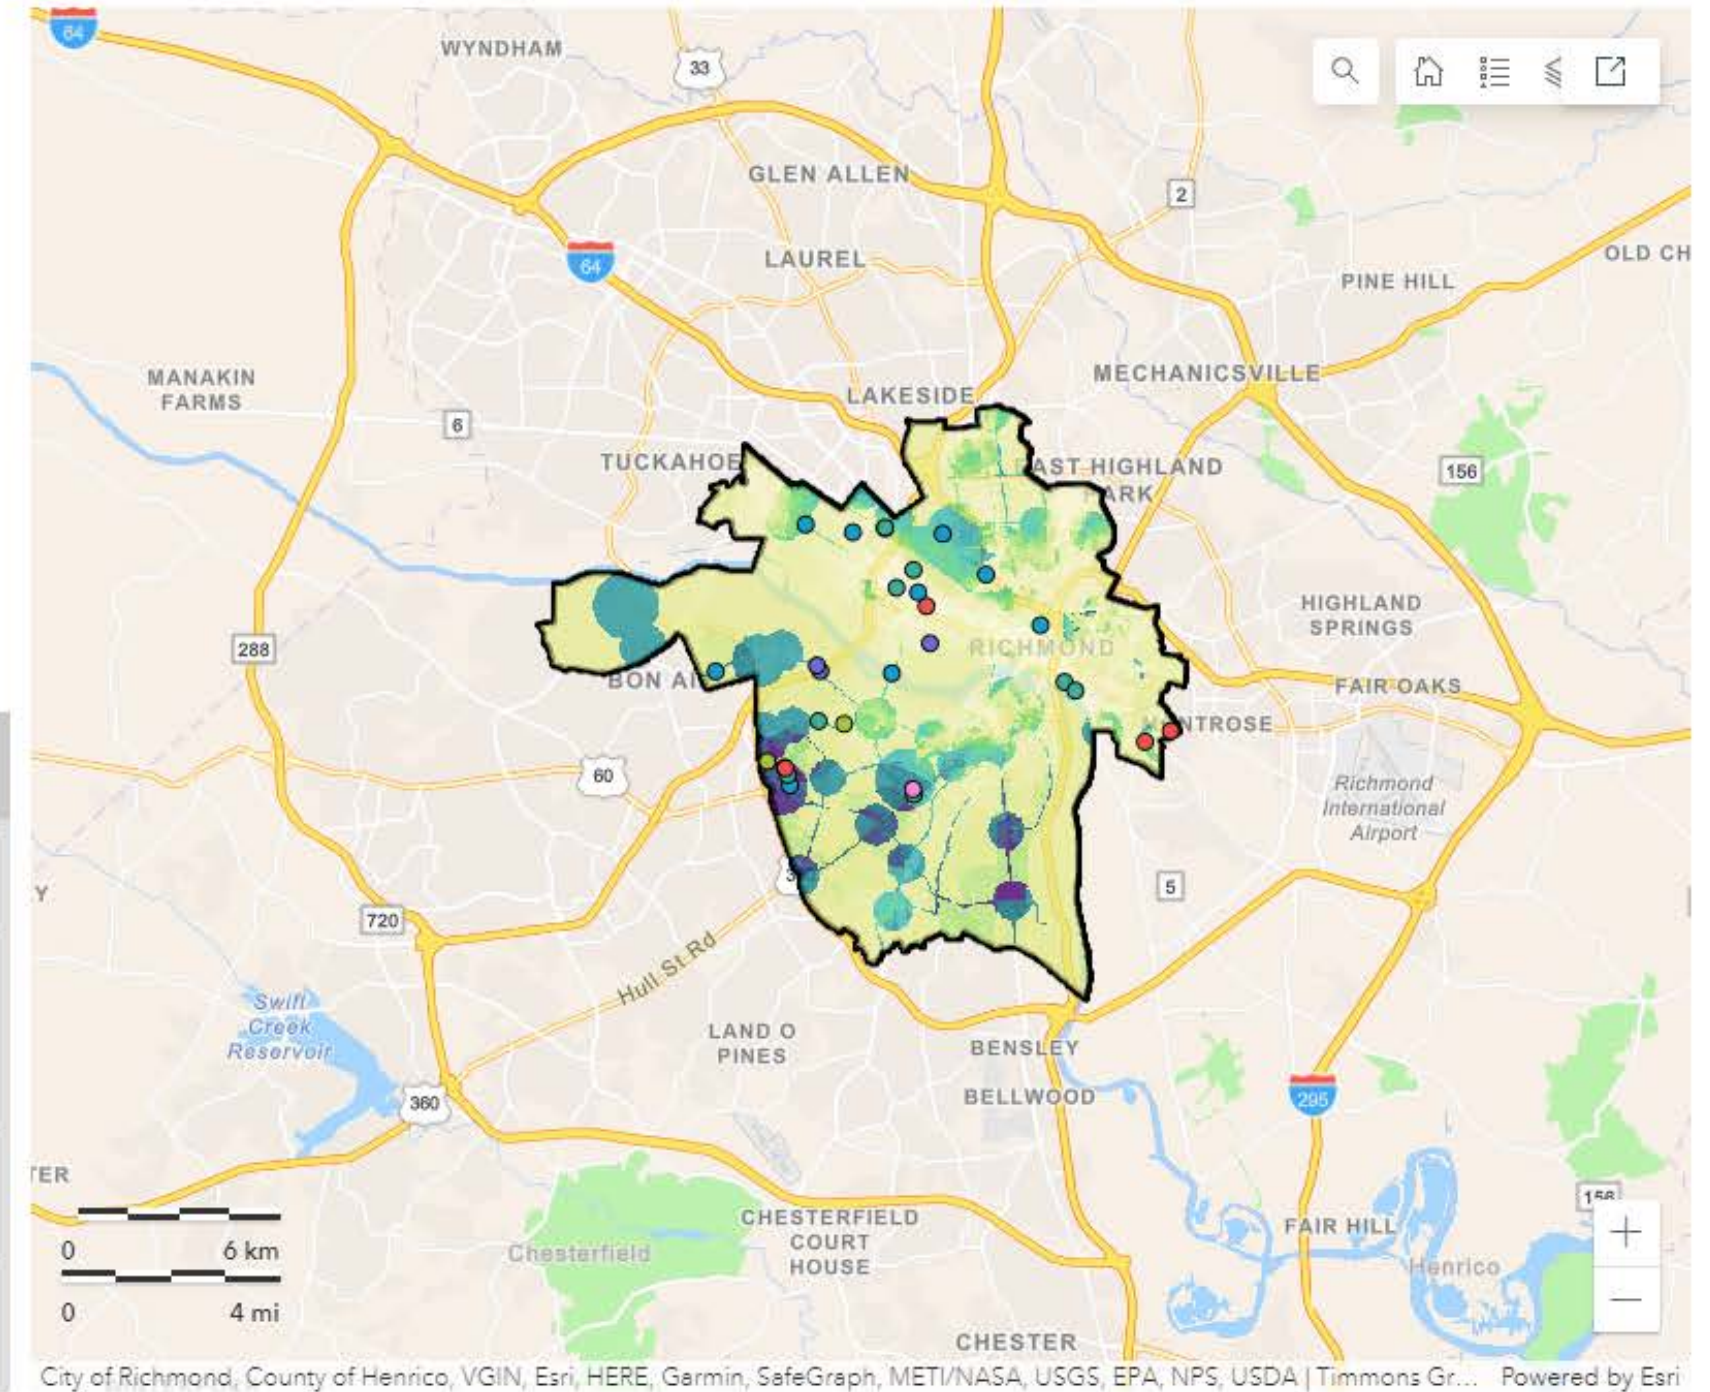 64
WYNDHAM
33
GLEN ALLEN
2
LAUREL
64
OLD CH
PINE HILL
MANAKIN
FARMS
MECHANICSVILLE
LAKESIDE
6
TUCKAHOE
AST HIGHLAND
ARK
156
HIGHLAND
SPRINGS
288
RICHMOND
BON AI
FAIR OAKS
NTROSE
60
Richmond
International
Airport
3
5
Y
720
Hull St Rd
Swift
Creek
Reservoir
LAND O
PINES
BENSLEY
BELLWOOD
360
295
TER
156
CHESTERFIELD
COURT
HOUSE
FAIR HILL
Chesterfield
Henrico
0 6 km
0 4 mi
CHESTER
City of Richmond, County of Henrico, VGIN, Esri, HERE, Garmin, SafeGraph, METI/NASA, USGS, EPA, NPS, USDA | Timmons Gr... Powered by Esri